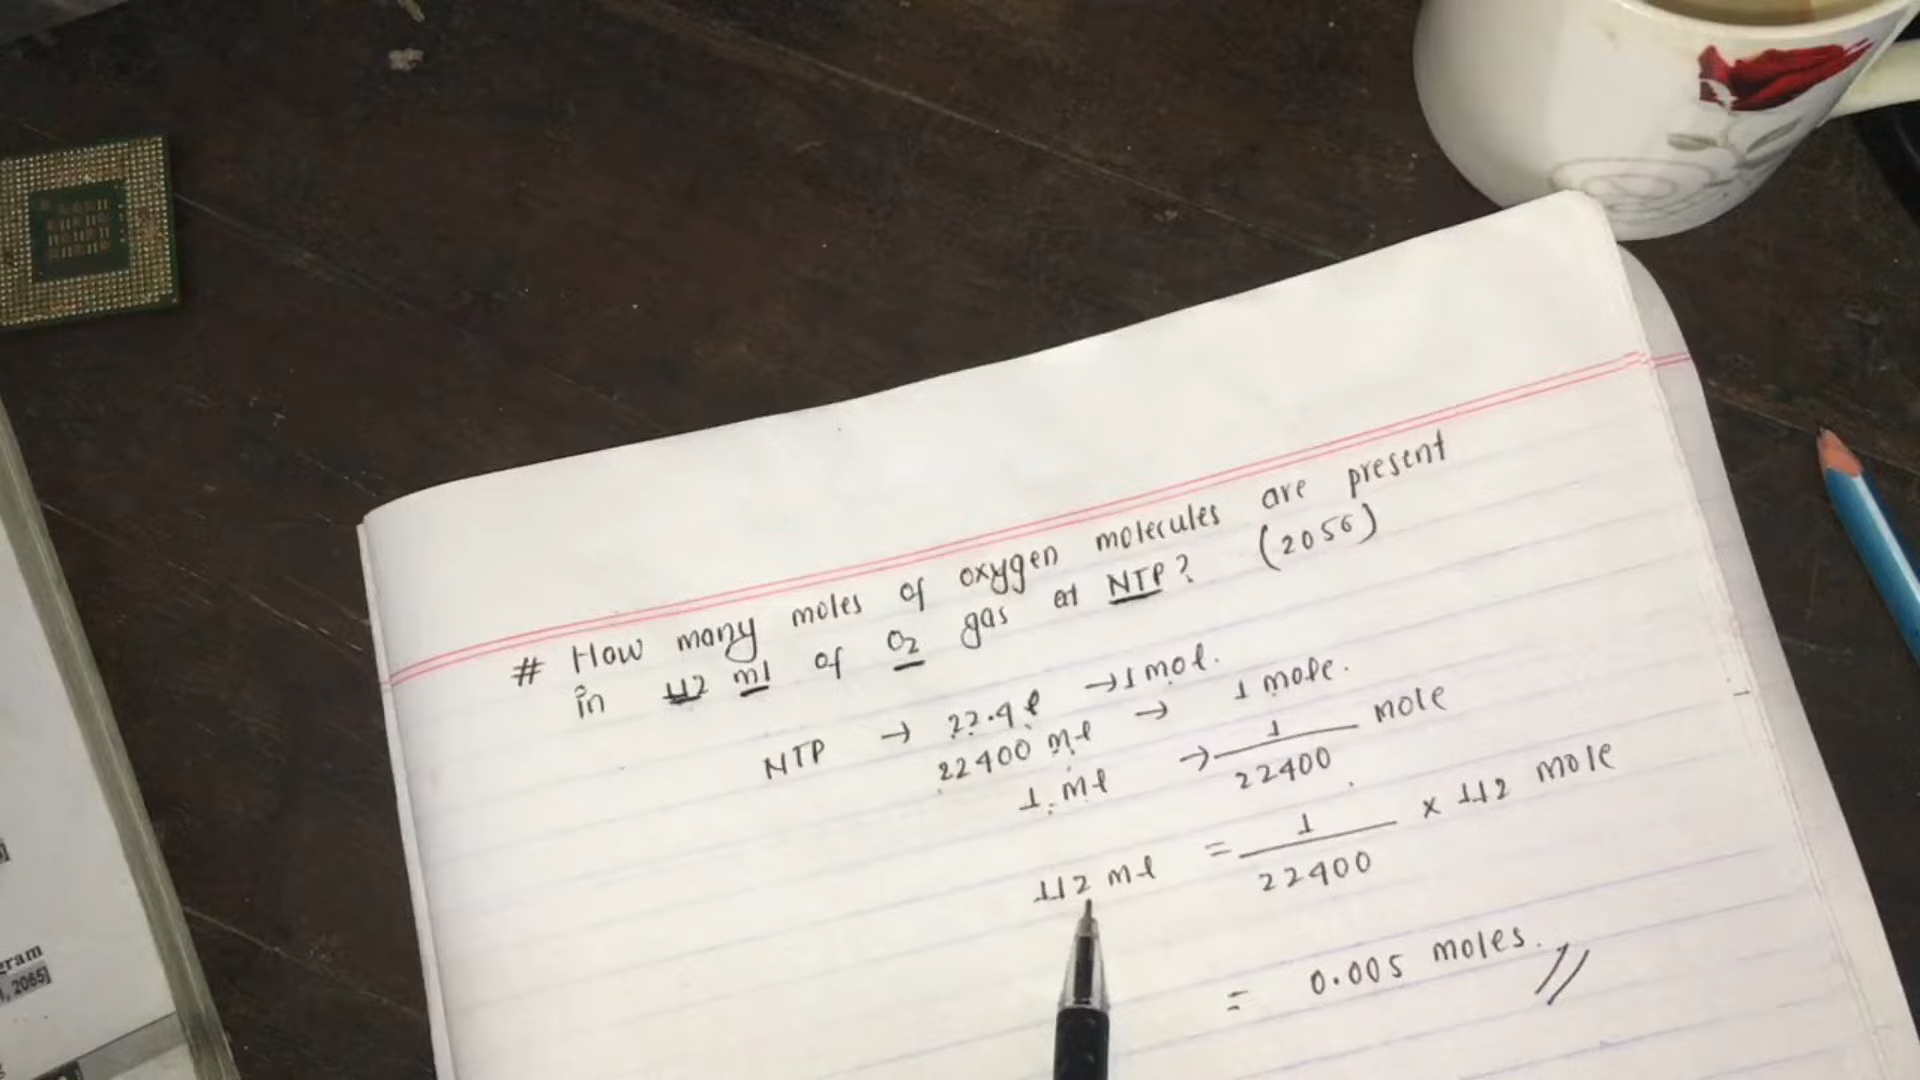 # How many moles of oxygen molecules are present
in 112 ml of O2 gas at NTP? (2056)
NTP → 22.4 l → 1 mol.
22400 ml → 1 mole.
1 ml → 1/22400 mole
112 ml = 1/22400 x 112 mole
= 0.005 moles. //
gram
, 2065]